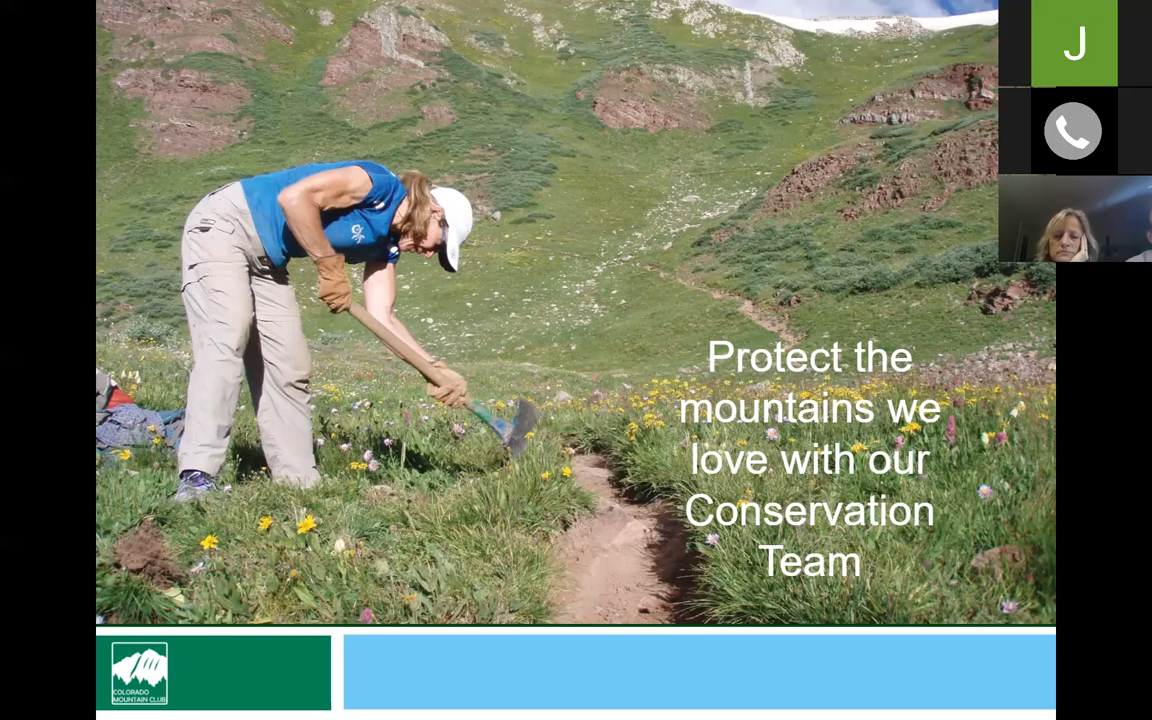 J
Protect the
mountains we
love with our
Conservation
Team
COLORADO
MOUNTAIN CLUB